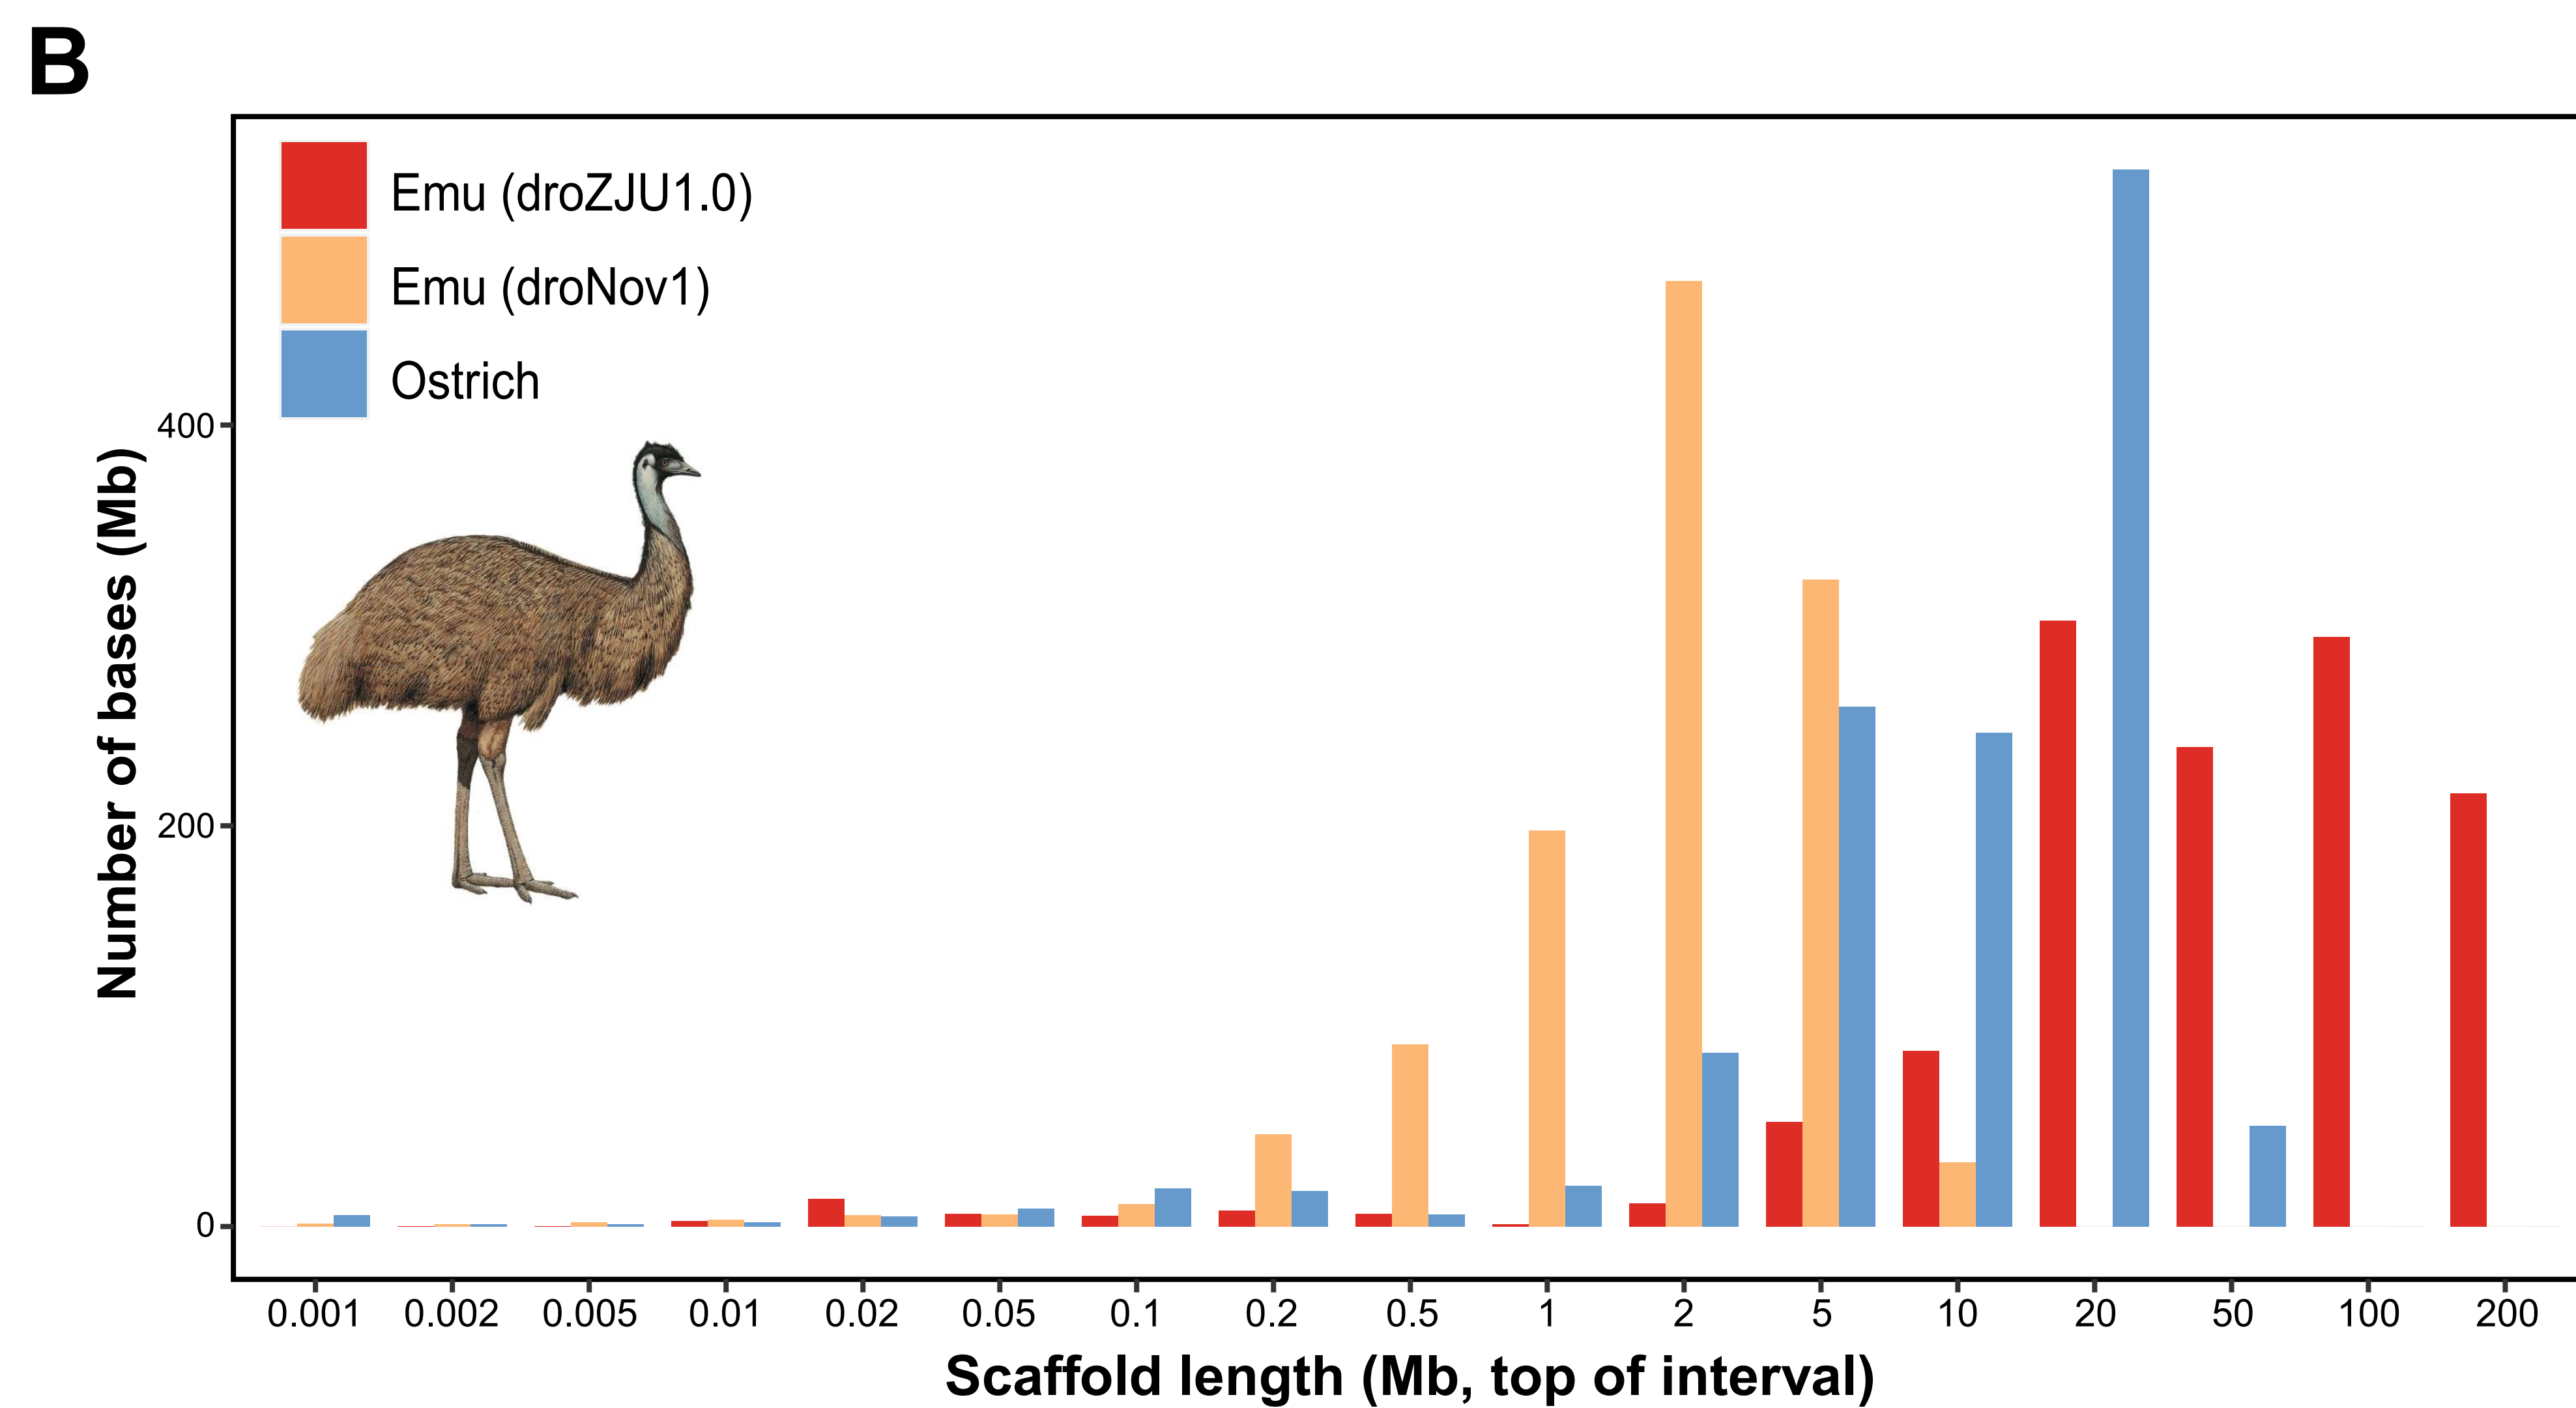 B
Emu (droZJU1.0)
Emu (droNov1)
Ostrich
400
200
0
Number of bases (Mb)
0.001 0.002 0.005 0.01 0.02 0.05 0.1 0.2 0.5 1 2 5 10 20 50 100 200
Scaffold length (Mb, top of interval)